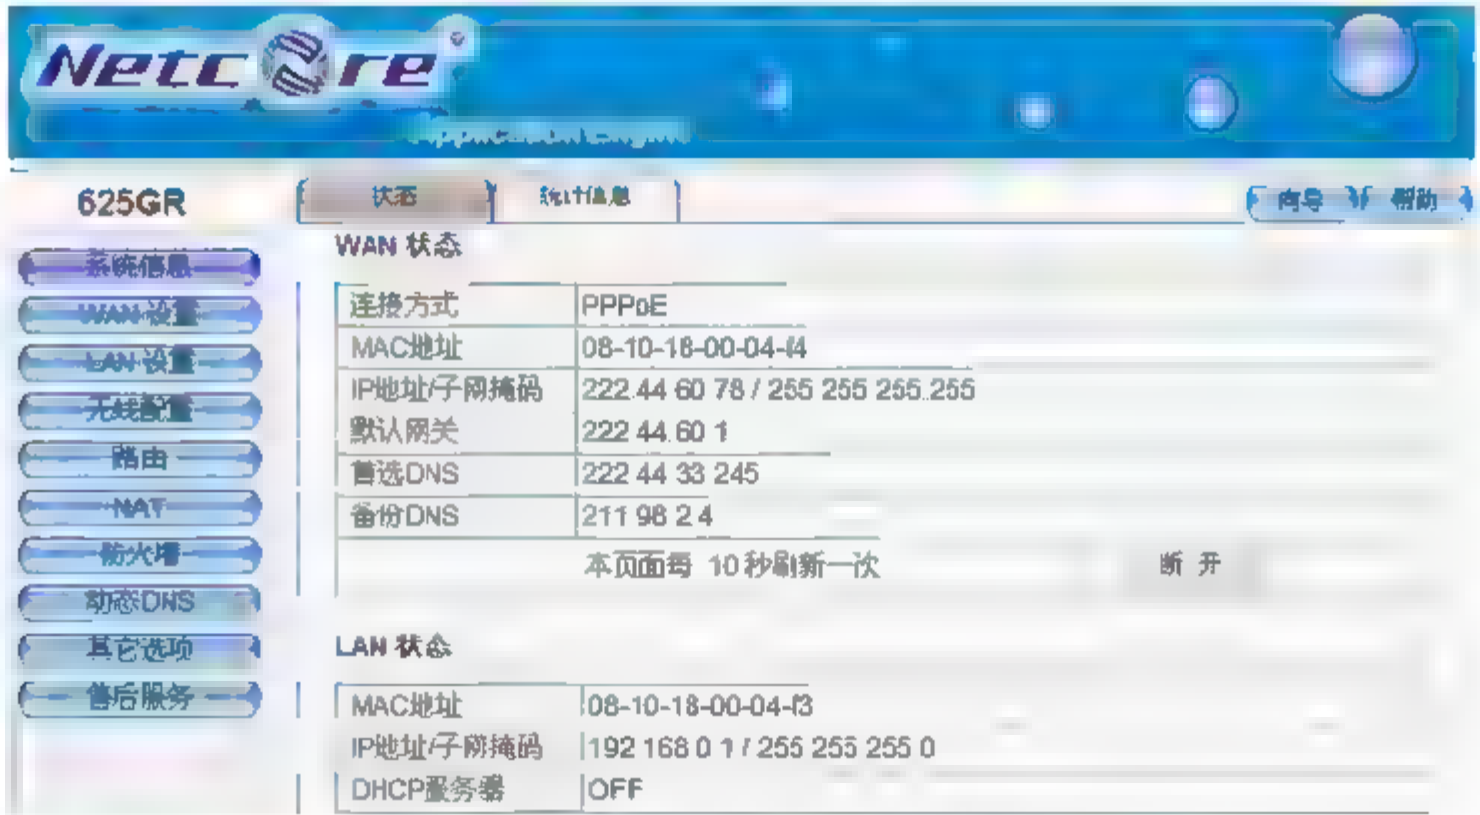 Netcore
625GR
状态 统计信息 向导 帮助
系统信息
WAN 设置
LAN 设置
无线配置
路由
NAT
防火墙
动态DNS
其它选项
售后服务
WAN 状态
连接方式 PPPoE
MAC地址 08-10-18-00-04-f4
IP地址/子网掩码 222.44.60.78 / 255.255.255.255
默认网关 222.44.60.1
首选DNS 222.44.33.245
备份DNS 211.98.2.4
本页面每 10 秒刷新一次 断 开
LAN 状态
MAC地址 08-10-18-00-04-f3
IP地址/子网掩码 192.168.0.1 / 255.255.255.0
DHCP服务器 OFF